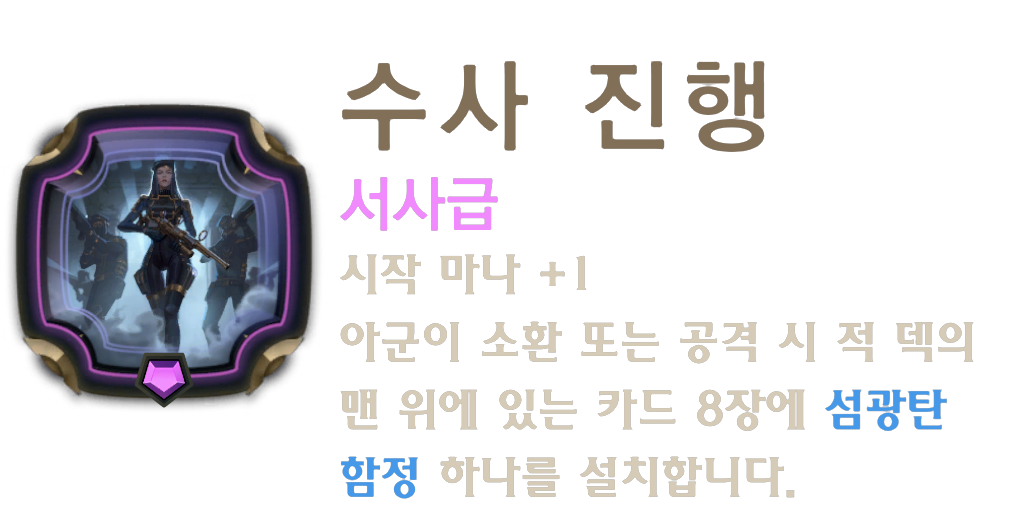 수사 진행
서사급
시작 마나 +1
아군이 소환 또는 공격 시 적 덱의
맨 위에 있는 카드 8장에 섬광탄
함정 하나를 설치합니다.